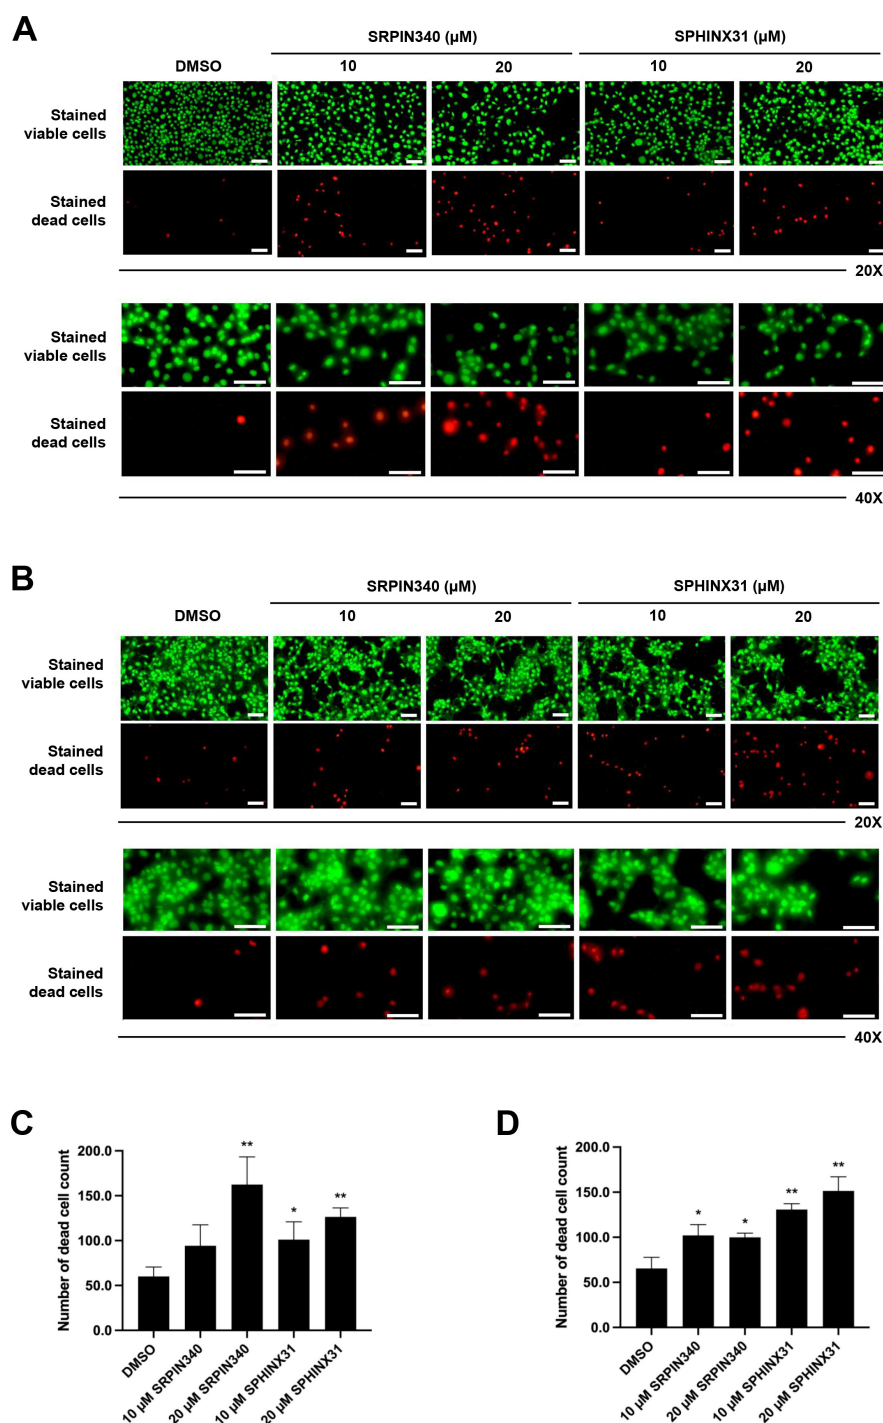 A
SRPIN340 (µM)
SPHINX31 (µM)
DMSO
10
20
10
20
Stained
viable cells
Stained
dead cells
20X
Stained
viable cells
Stained
dead cells
40X
B
SRPIN340 (µM)
SPHINX31 (µM)
DMSO
10
20
10
20
Stained
viable cells
Stained
dead cells
20X
Stained
viable cells
Stained
dead cells
40X
C
Number of dead cell count
200.0
150.0
100.0
50.0
0.0
**
*
**
DMSO
10 µM SRPIN340
20 µM SRPIN340
10 µM SPHINX31
20 µM SPHINX31
D
Number of dead cell count
200.0
150.0
100.0
50.0
0.0
*
*
**
**
DMSO
10 µM SRPIN340
20 µM SRPIN340
10 µM SPHINX31
20 µM SPHINX31